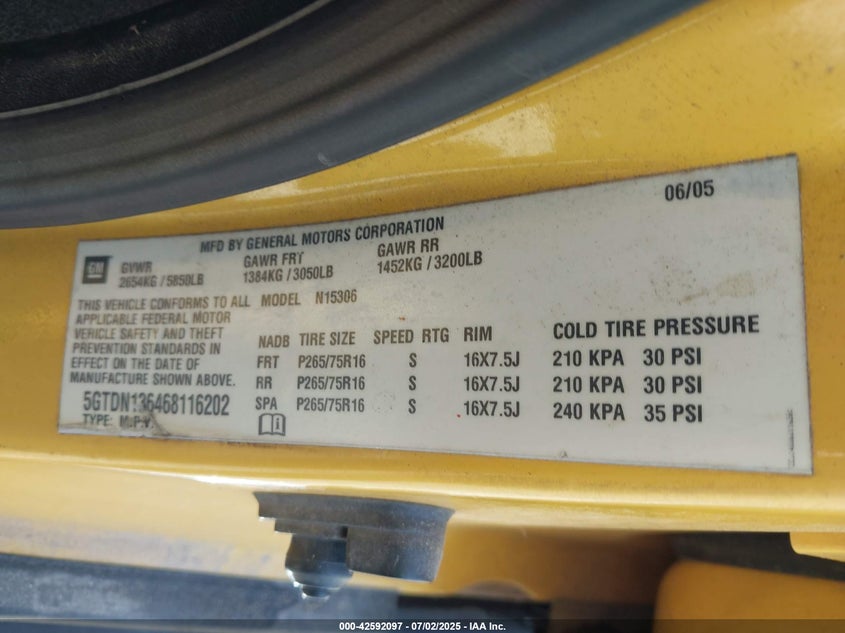 06/05
MFD BY GENERAL MOTORS CORPORATION
GM
GVWR GAWR FRT GAWR RR
2654KG / 5850LB 1384KG / 3050LB 1452KG / 3200LB
THIS VEHICLE CONFORMS TO ALL MODEL N15306
APPLICABLE FEDERAL MOTOR
VEHICLE SAFETY AND THEFT
PREVENTION STANDARDS IN
EFFECT ON THE DATE OF
MANUFACTURE SHOWN ABOVE.
5GTDN136468116202
TYPE: M.P.V.
NADB TIRE SIZE SPEED RTG RIM COLD TIRE PRESSURE
FRT P265/75R16 S 16X7.5J 210 KPA 30 PSI
RR P265/75R16 S 16X7.5J 210 KPA 30 PSI
SPA P265/75R16 S 16X7.5J 240 KPA 35 PSI
000-42592097 - 07/02/2025 - IAA Inc.